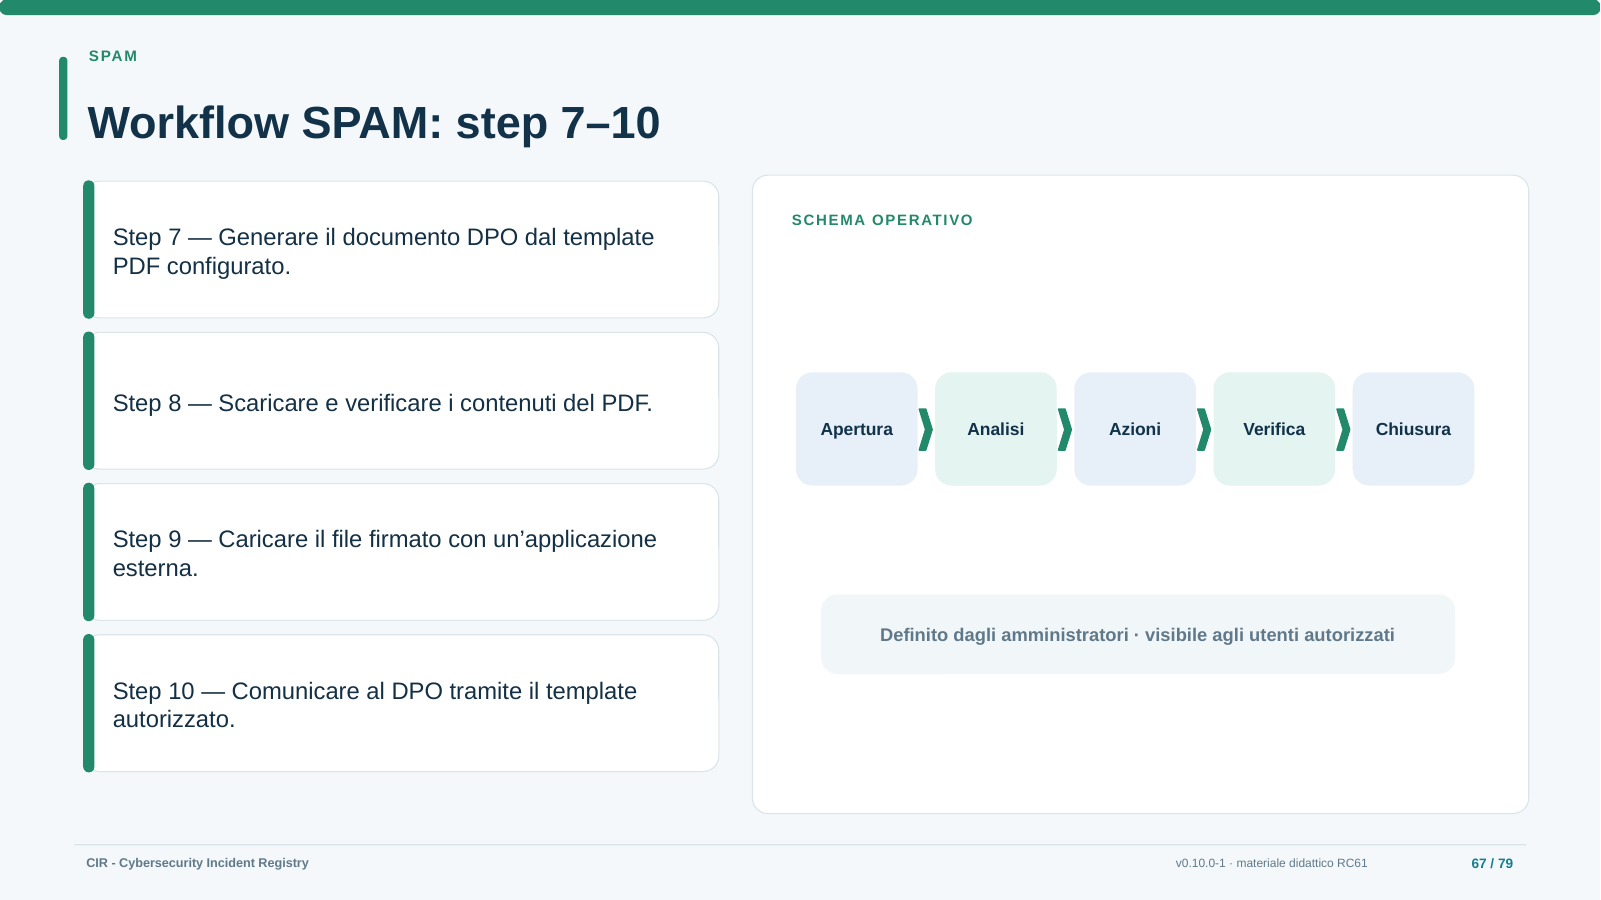 SPAM
Workflow SPAM: step 7–10
Step 7 — Generare il documento DPO dal template
PDF configurato.
Step 8 — Scaricare e verificare i contenuti del PDF.
Step 9 — Caricare il file firmato con un’applicazione
esterna.
Step 10 — Comunicare al DPO tramite il template
autorizzato.
SCHEMA OPERATIVO
Apertura
Analisi
Azioni
Verifica
Chiusura
Definito dagli amministratori · visibile agli utenti autorizzati
CIR - Cybersecurity Incident Registry
v0.10.0-1 · materiale didattico RC61
67 / 79